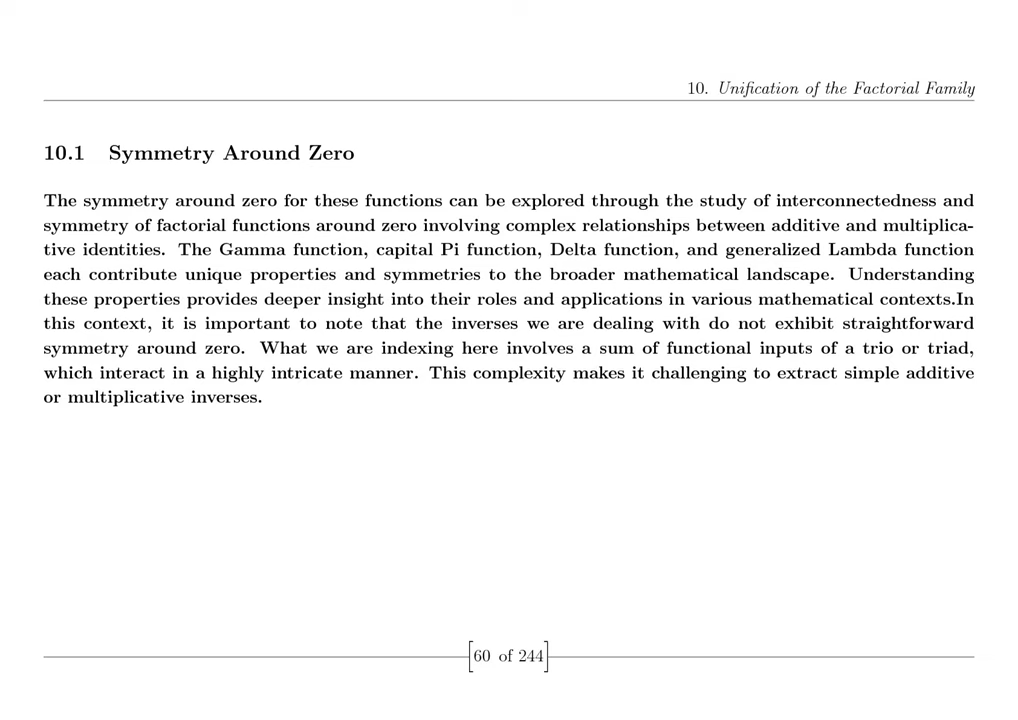 10. Unification of the Factorial Family
10.1 Symmetry Around Zero
The symmetry around zero for these functions can be explored through the study of interconnectedness and
symmetry of factorial functions around zero involving complex relationships between additive and multiplica-
tive identities. The Gamma function, capital Pi function, Delta function, and generalized Lambda function
each contribute unique properties and symmetries to the broader mathematical landscape. Understanding
these properties provides deeper insight into their roles and applications in various mathematical contexts.In
this context, it is important to note that the inverses we are dealing with do not exhibit straightforward
symmetry around zero. What we are indexing here involves a sum of functional inputs of a trio or triad,
which interact in a highly intricate manner. This complexity makes it challenging to extract simple additive
or multiplicative inverses.
[60 of 244]